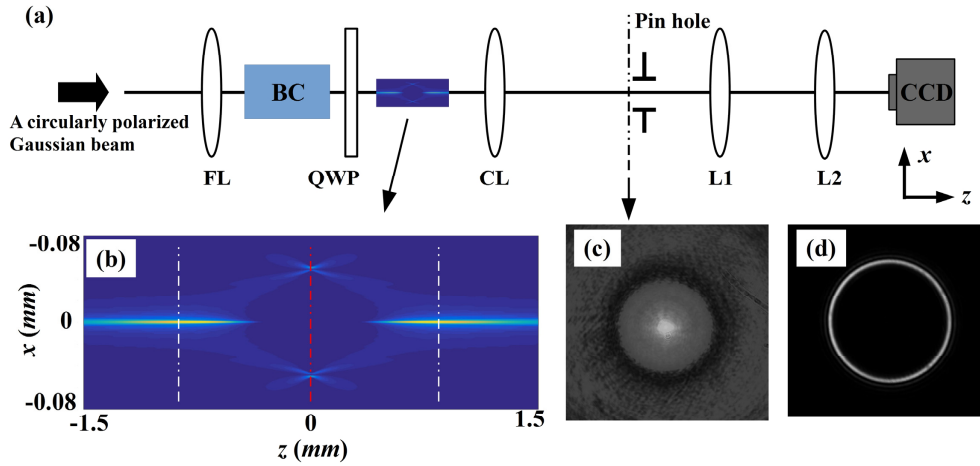 (a)
Pin hole
BC
CCD
A circularly polarized
Gaussian beam
FL
QWP
CL
L1
L2
x
z
(b)
(c)
(d)
-0.08
0
-0.08
x (mm)
-1.5
0
1.5
z (mm)